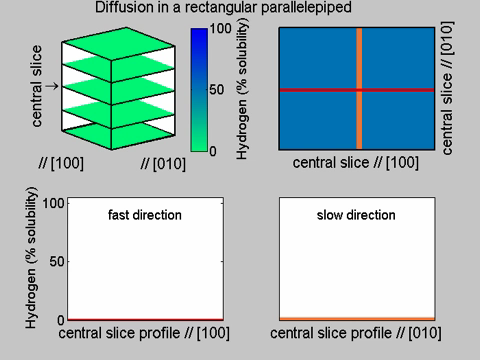 Diffusion in a rectangular parallelepiped
central slice
100
50
0
Hydrogen (% solubility)
// [100]
// [010]
central slice // [010]
central slice // [100]
Hydrogen (% solubility)
100
50
0
fast direction
central slice profile // [100]
slow direction
central slice profile // [010]